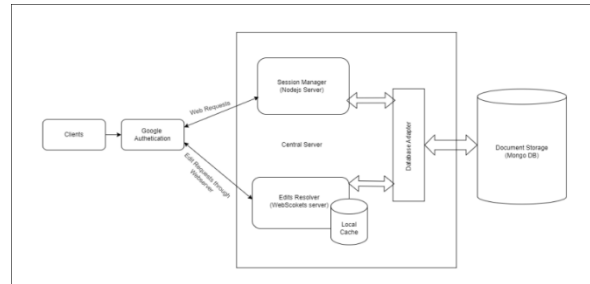 Clients
Google
Authetication
Web Requests
Edit Requests through
Webserver
Session Manager
(Nodejs Server)
Central Server
Edits Resolver
(WebScokets server)
Local
Cache
Database Adapter
Document Storage
(Mongo DB)